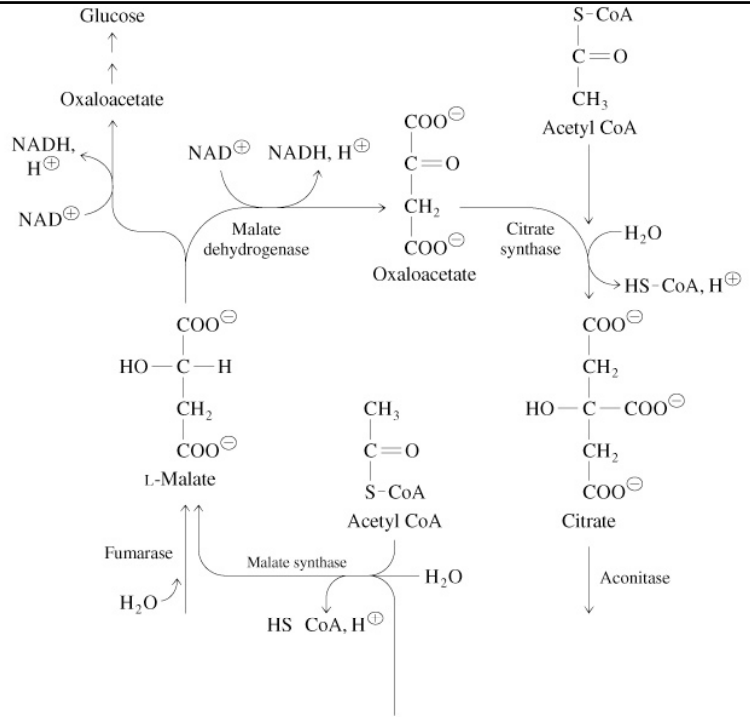 Glucose
Oxaloacetate
NADH,
H⊕
NAD⊕
NAD⊕ NADH, H⊕
Malate
dehydrogenase
COO⊖
C=O
CH₂
COO⊖
Oxaloacetate
S-CoA
C=O
CH₃
Acetyl CoA
Citrate
synthase
H₂O
HS-CoA, H⊕
COO⊖
HO—C—H
CH₂
COO⊖
L-Malate
CH₃
C=O
S-CoA
Acetyl CoA
COO⊖
CH₂
HO—C—COO⊖
CH₂
COO⊖
Citrate
Fumarase
H₂O
Malate synthase
H₂O
HS CoA, H⊕
Aconitase